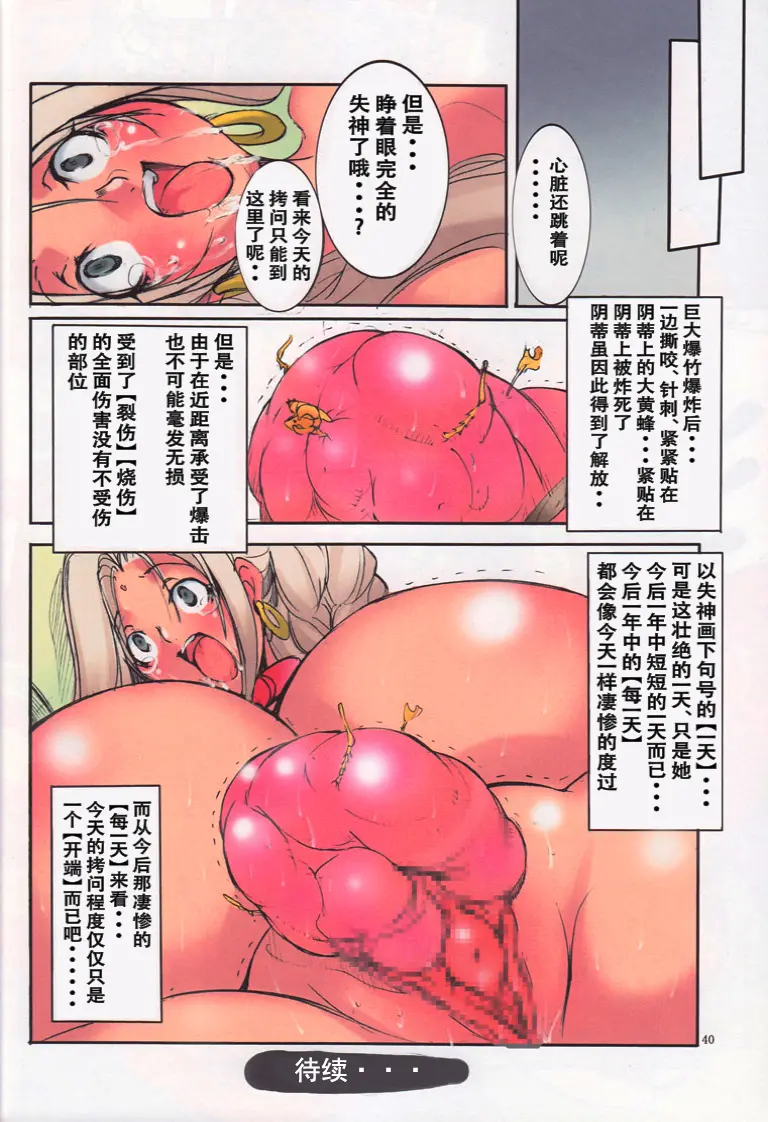 心脏还跳着呢
······
但是···
睁着眼完全的
失神了哦····?
看来今天的
拷问只能到
这里了呢··
巨大爆竹爆炸后···
一边撕咬、针刺、紧紧贴在
阴蒂上的大黄蜂···紧贴在
阴蒂上被炸死了
阴蒂虽因此得到了解放··
但是···
由于在近距离承受了爆击
也不可能毫发无损
受到了【裂伤】【烧伤】
的全面伤害没有不受伤
的部位
以失神画下句号的【一天】···
可是这壮绝的一天、只是她
今后一年中短短的一天而已···
今后一年中的【每一天】
都会像今天一样凄惨的度过
而从今后那凄惨的
【每一天】来看···
今天的拷问程度仅仅只是
一个【开端】而已吧·······
40
待续···